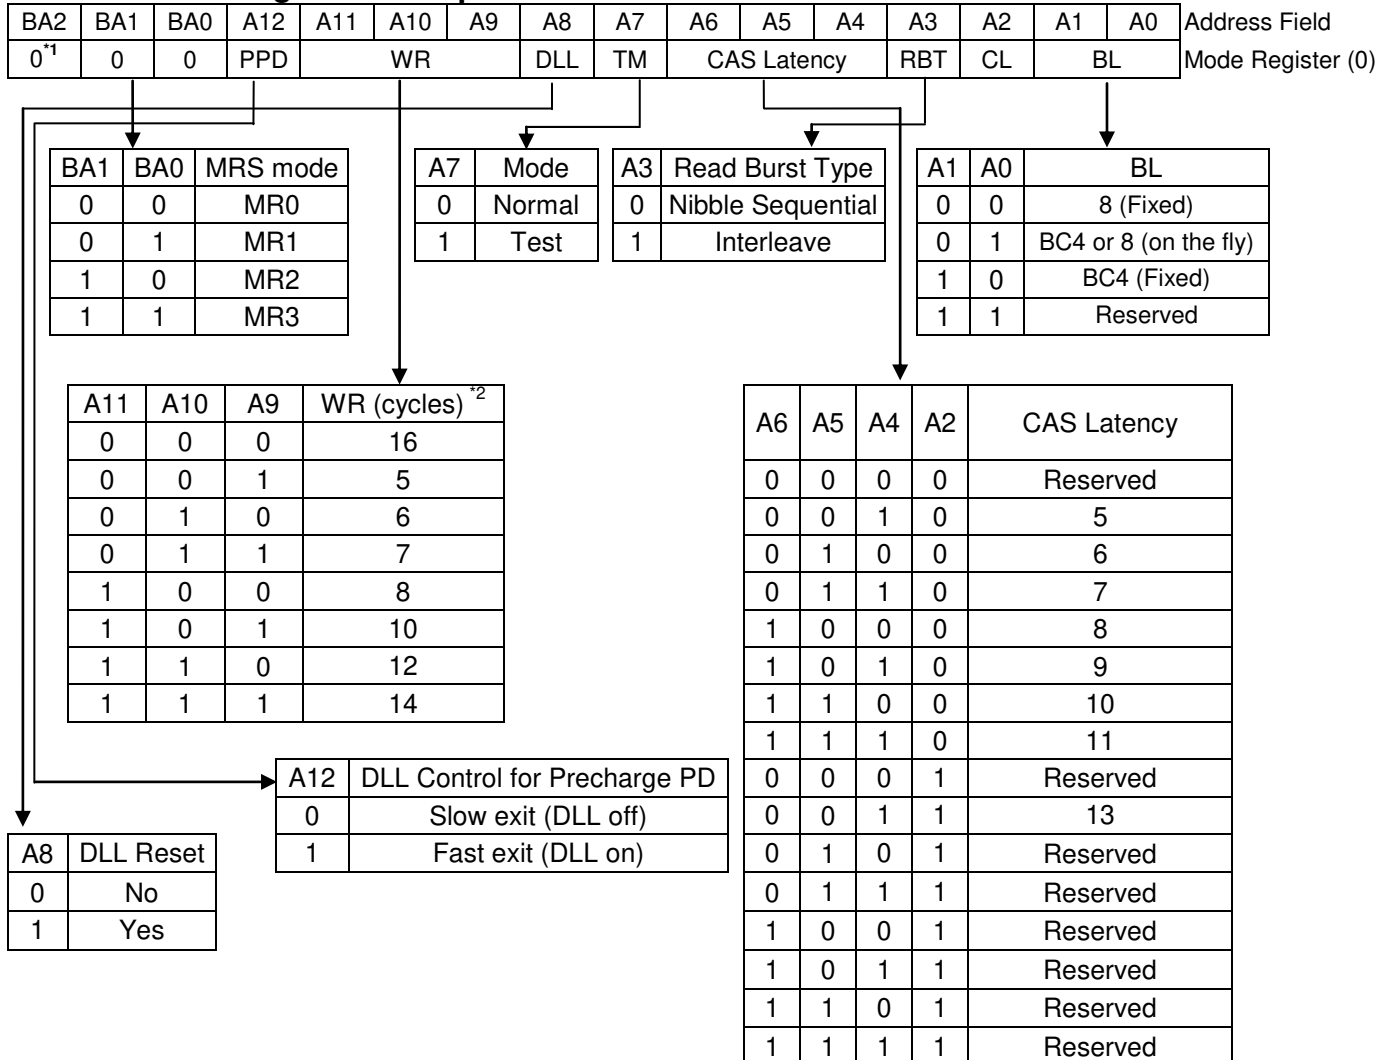 BA2 BA1 BA0 A12 A11 A10 A9 A8 A7 A6 A5 A4 A3 A2 A1 A0 Address Field
0*1 0 0 PPD WR DLL TM CAS Latency RBT CL BL Mode Register (0)
BA1 BA0 MRS mode
0 0 MR0
0 1 MR1
1 0 MR2
1 1 MR3
A7 Mode
0 Normal
1 Test
A3 Read Burst Type
0 Nibble Sequential
1 Interleave
A1 A0 BL
0 0 8 (Fixed)
0 1 BC4 or 8 (on the fly)
1 0 BC4 (Fixed)
1 1 Reserved
A11 A10 A9 WR (cycles) *2
0 0 0 16
0 0 1 5
0 1 0 6
0 1 1 7
1 0 0 8
1 0 1 10
1 1 0 12
1 1 1 14
A6 A5 A4 A2 CAS Latency
0 0 0 0 Reserved
0 0 1 0 5
0 1 0 0 6
0 1 1 0 7
1 0 0 0 8
1 0 1 0 9
1 1 0 0 10
1 1 1 0 11
0 0 0 1 Reserved
0 0 1 1 13
0 1 0 1 Reserved
0 1 1 1 Reserved
1 0 0 1 Reserved
1 0 1 1 Reserved
1 1 0 1 Reserved
1 1 1 1 Reserved
A12 DLL Control for Precharge PD
0 Slow exit (DLL off)
1 Fast exit (DLL on)
A8 DLL Reset
0 No
1 Yes